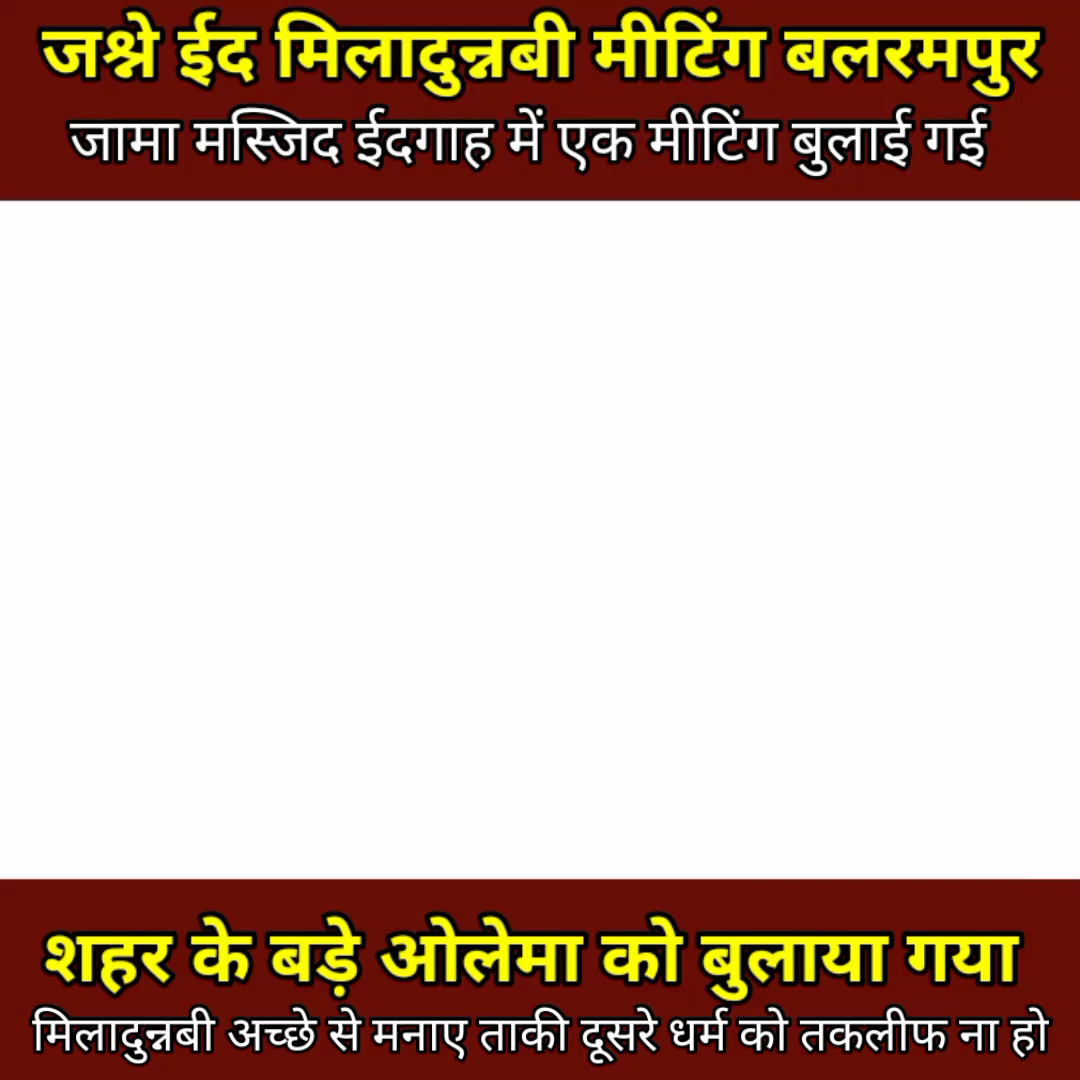 जश्ने ईद मिलादुन्नबी मीटिंग बलरमपुर
जामा मस्जिद ईदगाह में एक मीटिंग बुलाई गई
शहर के बड़े ओलेमा को बुलाया गया
मिलादुन्नबी अच्छे से मनाए ताकी दूसरे धर्म को तकलीफ ना हो